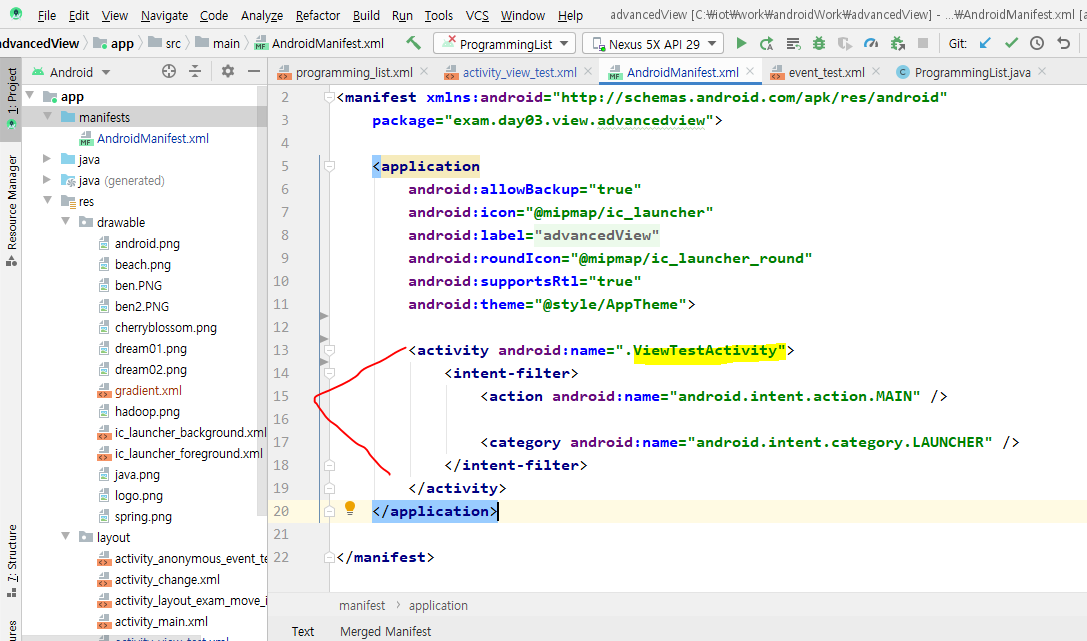 File Edit View Navigate Code Analyze Refactor Build Run Tools VCS Window Help advancedView [C:₩iot₩work₩androidWork₩advancedView] - ...₩AndroidManifest.xml [a
advancedView app src main AndroidManifest.xml ProgrammingList Nexus 5X API 29 Git:
Android programming_list.xml activity_view_test.xml AndroidManifest.xml event_test.xml ProgrammingList.java
1: Project
Resource Manager
7: Structure
app
manifests
AndroidManifest.xml
java
java (generated)
res
drawable
android.png
beach.png
ben.PNG
ben2.PNG
cherryblossom.png
dream01.png
dream02.png
gradient.xml
hadoop.png
ic_launcher_background.xml
ic_launcher_foreground.xml
java.png
logo.png
spring.png
layout
activity_anonymous_event_te
activity_change.xml
activity_layout_exam_move_i
activity_main.xml
activity_view_test.xml
2 <manifest xmlns:android="http://schemas.android.com/apk/res/android"
3 package="exam.day03.view.advancedview">
4
5 <application
6 android:allowBackup="true"
7 android:icon="@mipmap/ic_launcher"
8 android:label="advancedView"
9 android:roundIcon="@mipmap/ic_launcher_round"
10 android:supportsRtl="true"
11 android:theme="@style/AppTheme">
12
13 <activity android:name=".ViewTestActivity">
14 <intent-filter>
15 <action android:name="android.intent.action.MAIN" />
16
17 <category android:name="android.intent.category.LAUNCHER" />
18 </intent-filter>
19 </activity>
20 </application>
21
22 </manifest>
manifest › application
Text Merged Manifest